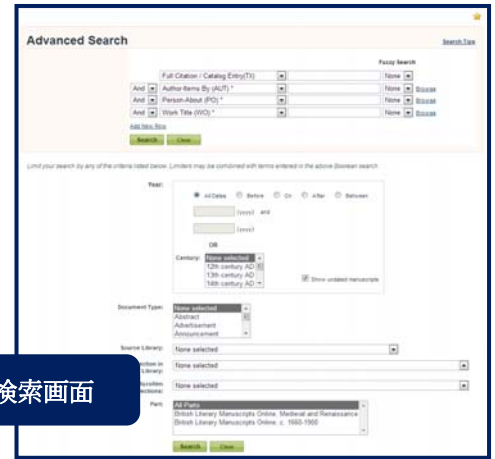 Advanced Search
Search Tips
Fuzzy Search
Full Citation / Catalog Entry(TX) None
And Author-Items By (AUT) * None Browse
And Person-About (PO) * None Browse
And Work Title (WO) * None Browse
Add New Row
Search Clear
Limit your search by any of the criteria listed below. Limiters may be combined with terms entered in the above Boolean search.
Year:
All Dates Before On After Between
(yyyy) and
(yyyy)
OR
Century: None selected
12th century AD
13th century AD
14th century AD
Show undated manuscripts
Document Type: None selected
Abstract
Advertisement
Announcement
Source Library: None selected
ection in
Library: None selected
None selected
ections:
検索画面
Part: All Parts
British Literary Manuscripts Online, Medieval and Renaissance
British Literary Manuscripts Online, c. 1660-1900
Search Clear